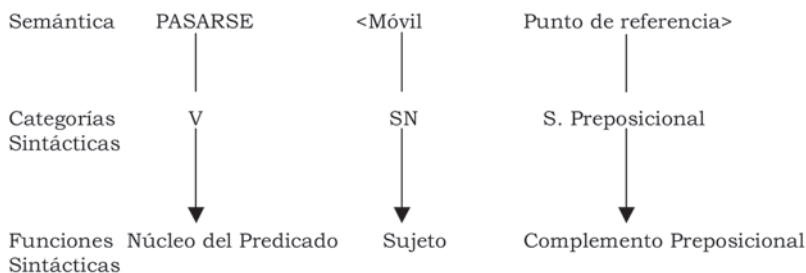 Semántica PASARSE <Móvil Punto de referencia>
Categorías V SN S. Preposicional
Sintácticas
Funciones Núcleo del Predicado Sujeto Complemento Preposicional
Sintácticas